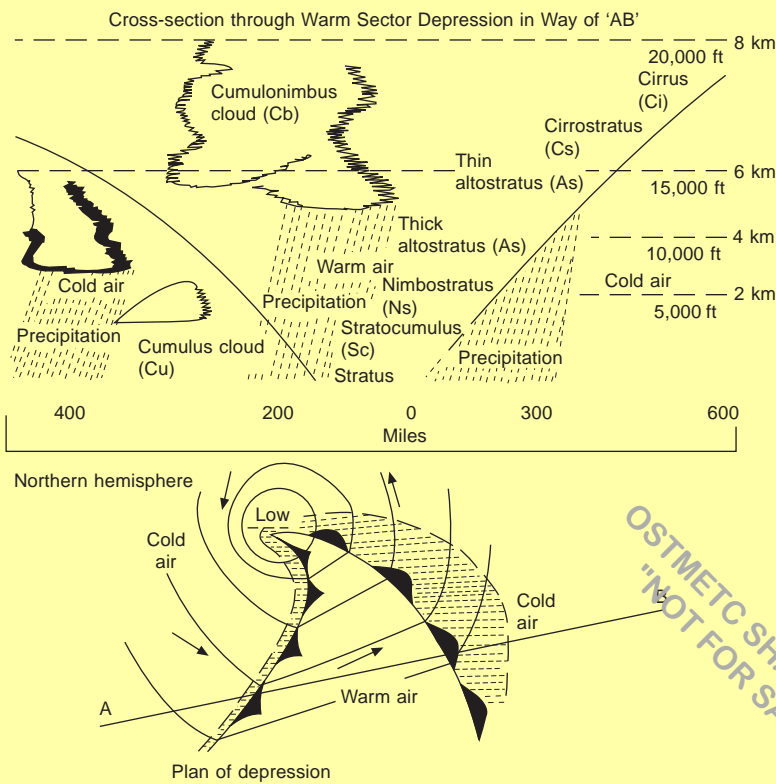 Cross-section through Warm Sector Depression in Way of 'AB'
8 km
20,000 ft
Cirrus
(Ci)
Cumulonimbus
cloud (Cb)
Cirrostratus
(Cs)
Thin
altostratus (As)
6 km
15,000 ft
Thick
altostratus (As)
4 km
10,000 ft
Warm air
Cold air
Nimbostratus
(Ns)
Cold air
2 km
5,000 ft
Precipitation
Precipitation
Stratocumulus
(Sc)
Cumulus cloud
(Cu)
Precipitation
Stratus
400 200 0 300 600
Miles
Northern hemisphere
Low
Cold
air
Cold
air
B
A
Warm air
Plan of depression
OSTMETC SH
"NOT FOR SA